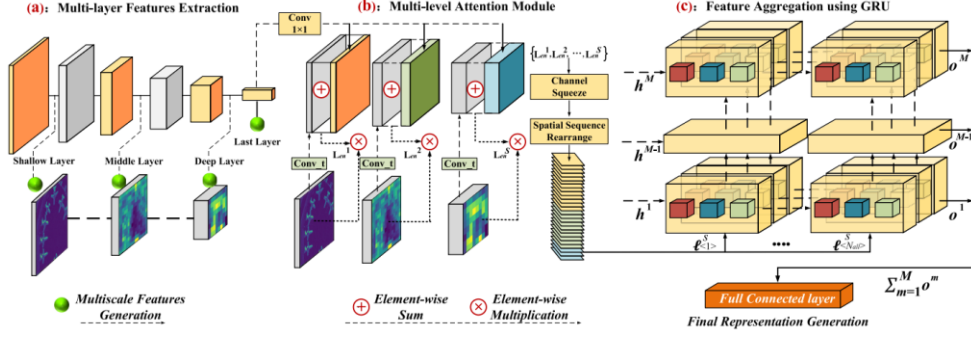 (a): Multi-layer Features Extraction
Shallow Layer
Middle Layer
Deep Layer
Last Layer
Multiscale Features
Generation
Conv
1×1
(b): Multi-level Attention Module
Conv_t
Conv_t
Conv_t
L_en^1
L_en^2
L_en^S
{L_en^1, L_en^2 ..., L_en^S}
Channel
Squeeze
Spatial Sequence
Rearrange
Element-wise
Sum
Element-wise
Multiplication
(c): Feature Aggregation using GRU
h^M
o^M
h^M-1
o^M-1
h^1
o^1
ℓ^S_<1>
....
ℓ^S_<N_all>
Full Connected layer
∑^M_m=1 o^m
Final Representation Generation